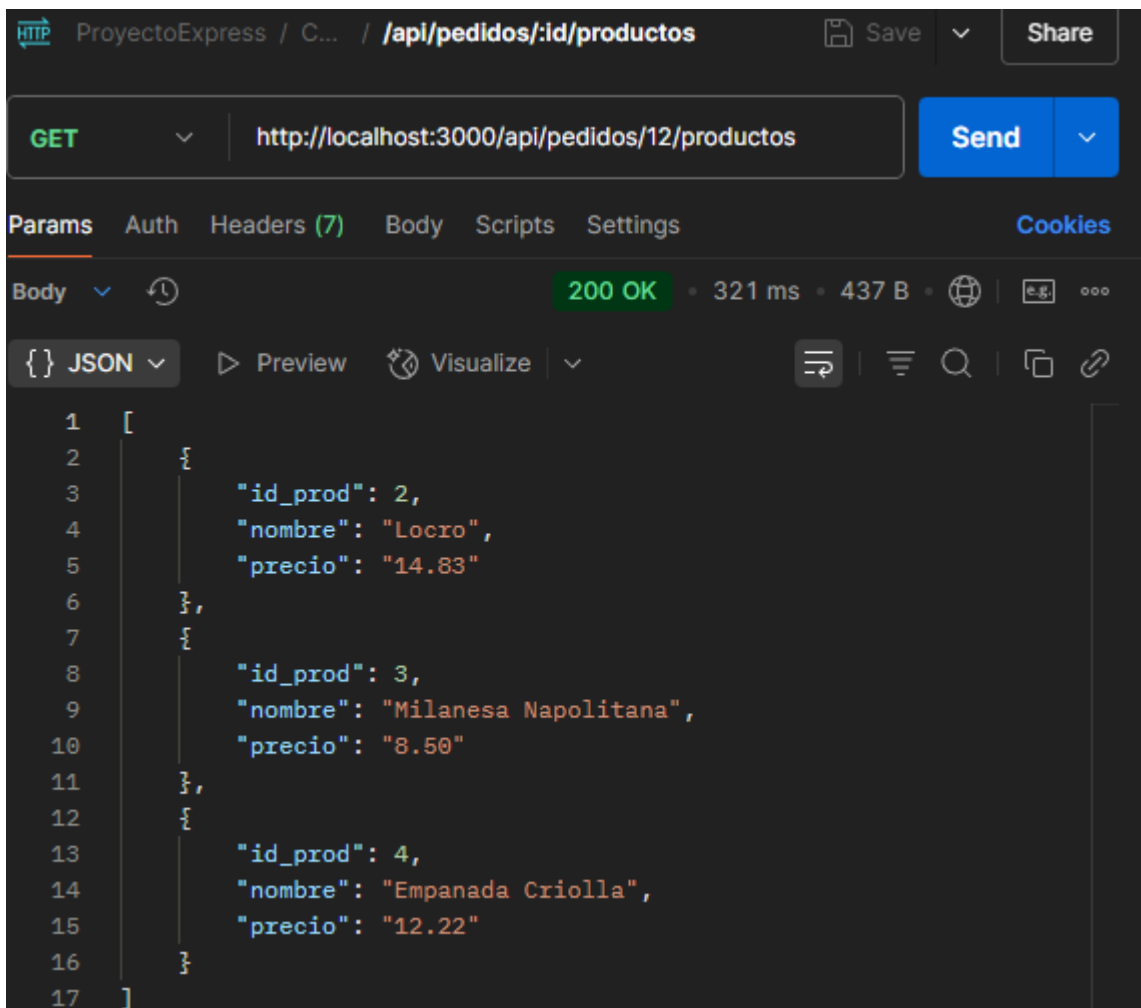 HTTP ProyectoExpress / C... / /api/pedidos/:id/productos Save Share
GET http://localhost:3000/api/pedidos/12/productos Send
Params Auth Headers (7) Body Scripts Settings Cookies
Body 200 OK • 321 ms • 437 B • e.g. ooo
{} JSON Preview Visualize
1 [
2 {
3 "id_prod": 2,
4 "nombre": "Locro",
5 "precio": "14.83"
6 },
7 {
8 "id_prod": 3,
9 "nombre": "Milanesa Napolitana",
10 "precio": "8.50"
11 },
12 {
13 "id_prod": 4,
14 "nombre": "Empanada Criolla",
15 "precio": "12.22"
16 }
17 ]